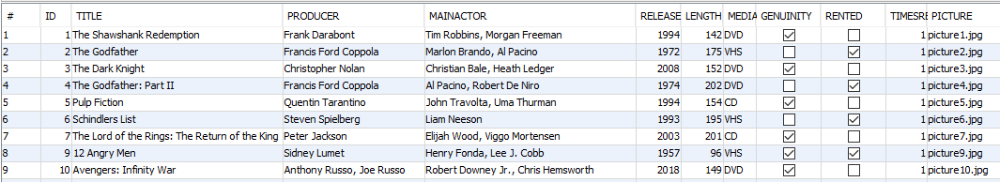 # ID TITLE PRODUCER MAINACTOR RELEASE LENGTH MEDIA GENUINITY RENTED TIMESRE PICTURE
1 1 The Shawshank Redemption Frank Darabont Tim Robbins, Morgan Freeman 1994 142 DVD 1 picture1.jpg
2 2 The Godfather Francis Ford Coppola Marlon Brando, Al Pacino 1972 175 VHS 1 picture2.jpg
3 3 The Dark Knight Christopher Nolan Christian Bale, Heath Ledger 2008 152 DVD 1 picture3.jpg
4 4 The Godfather: Part II Francis Ford Coppola Al Pacino, Robert De Niro 1974 202 DVD 1 picture4.jpg
5 5 Pulp Fiction Quentin Tarantino John Travolta, Uma Thurman 1994 154 CD 1 picture5.jpg
6 6 Schindlers List Steven Spielberg Liam Neeson 1993 195 VHS 1 picture6.jpg
7 7 The Lord of the Rings: The Return of the King Peter Jackson Elijah Wood, Viggo Mortensen 2003 201 CD 1 picture7.jpg
8 9 12 Angry Men Sidney Lumet Henry Fonda, Lee J. Cobb 1957 96 VHS 1 picture9.jpg
9 10 Avengers: Infinity War Anthony Russo, Joe Russo Robert Downey Jr., Chris Hemsworth 2018 149 DVD 1 picture10.jpg